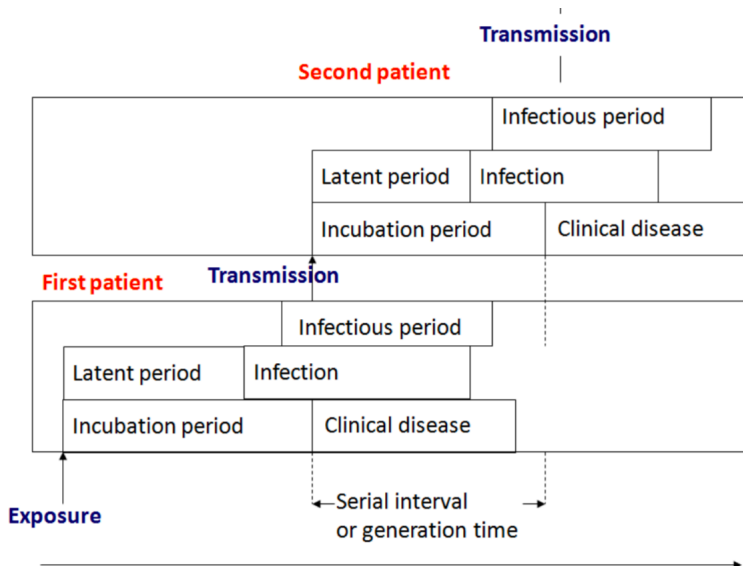 Transmission
Second patient
Infectious period
Latent period
Infection
Incubation period
Clinical disease
First patient
Transmission
Infectious period
Latent period
Infection
Incubation period
Clinical disease
Exposure
Serial interval
or generation time